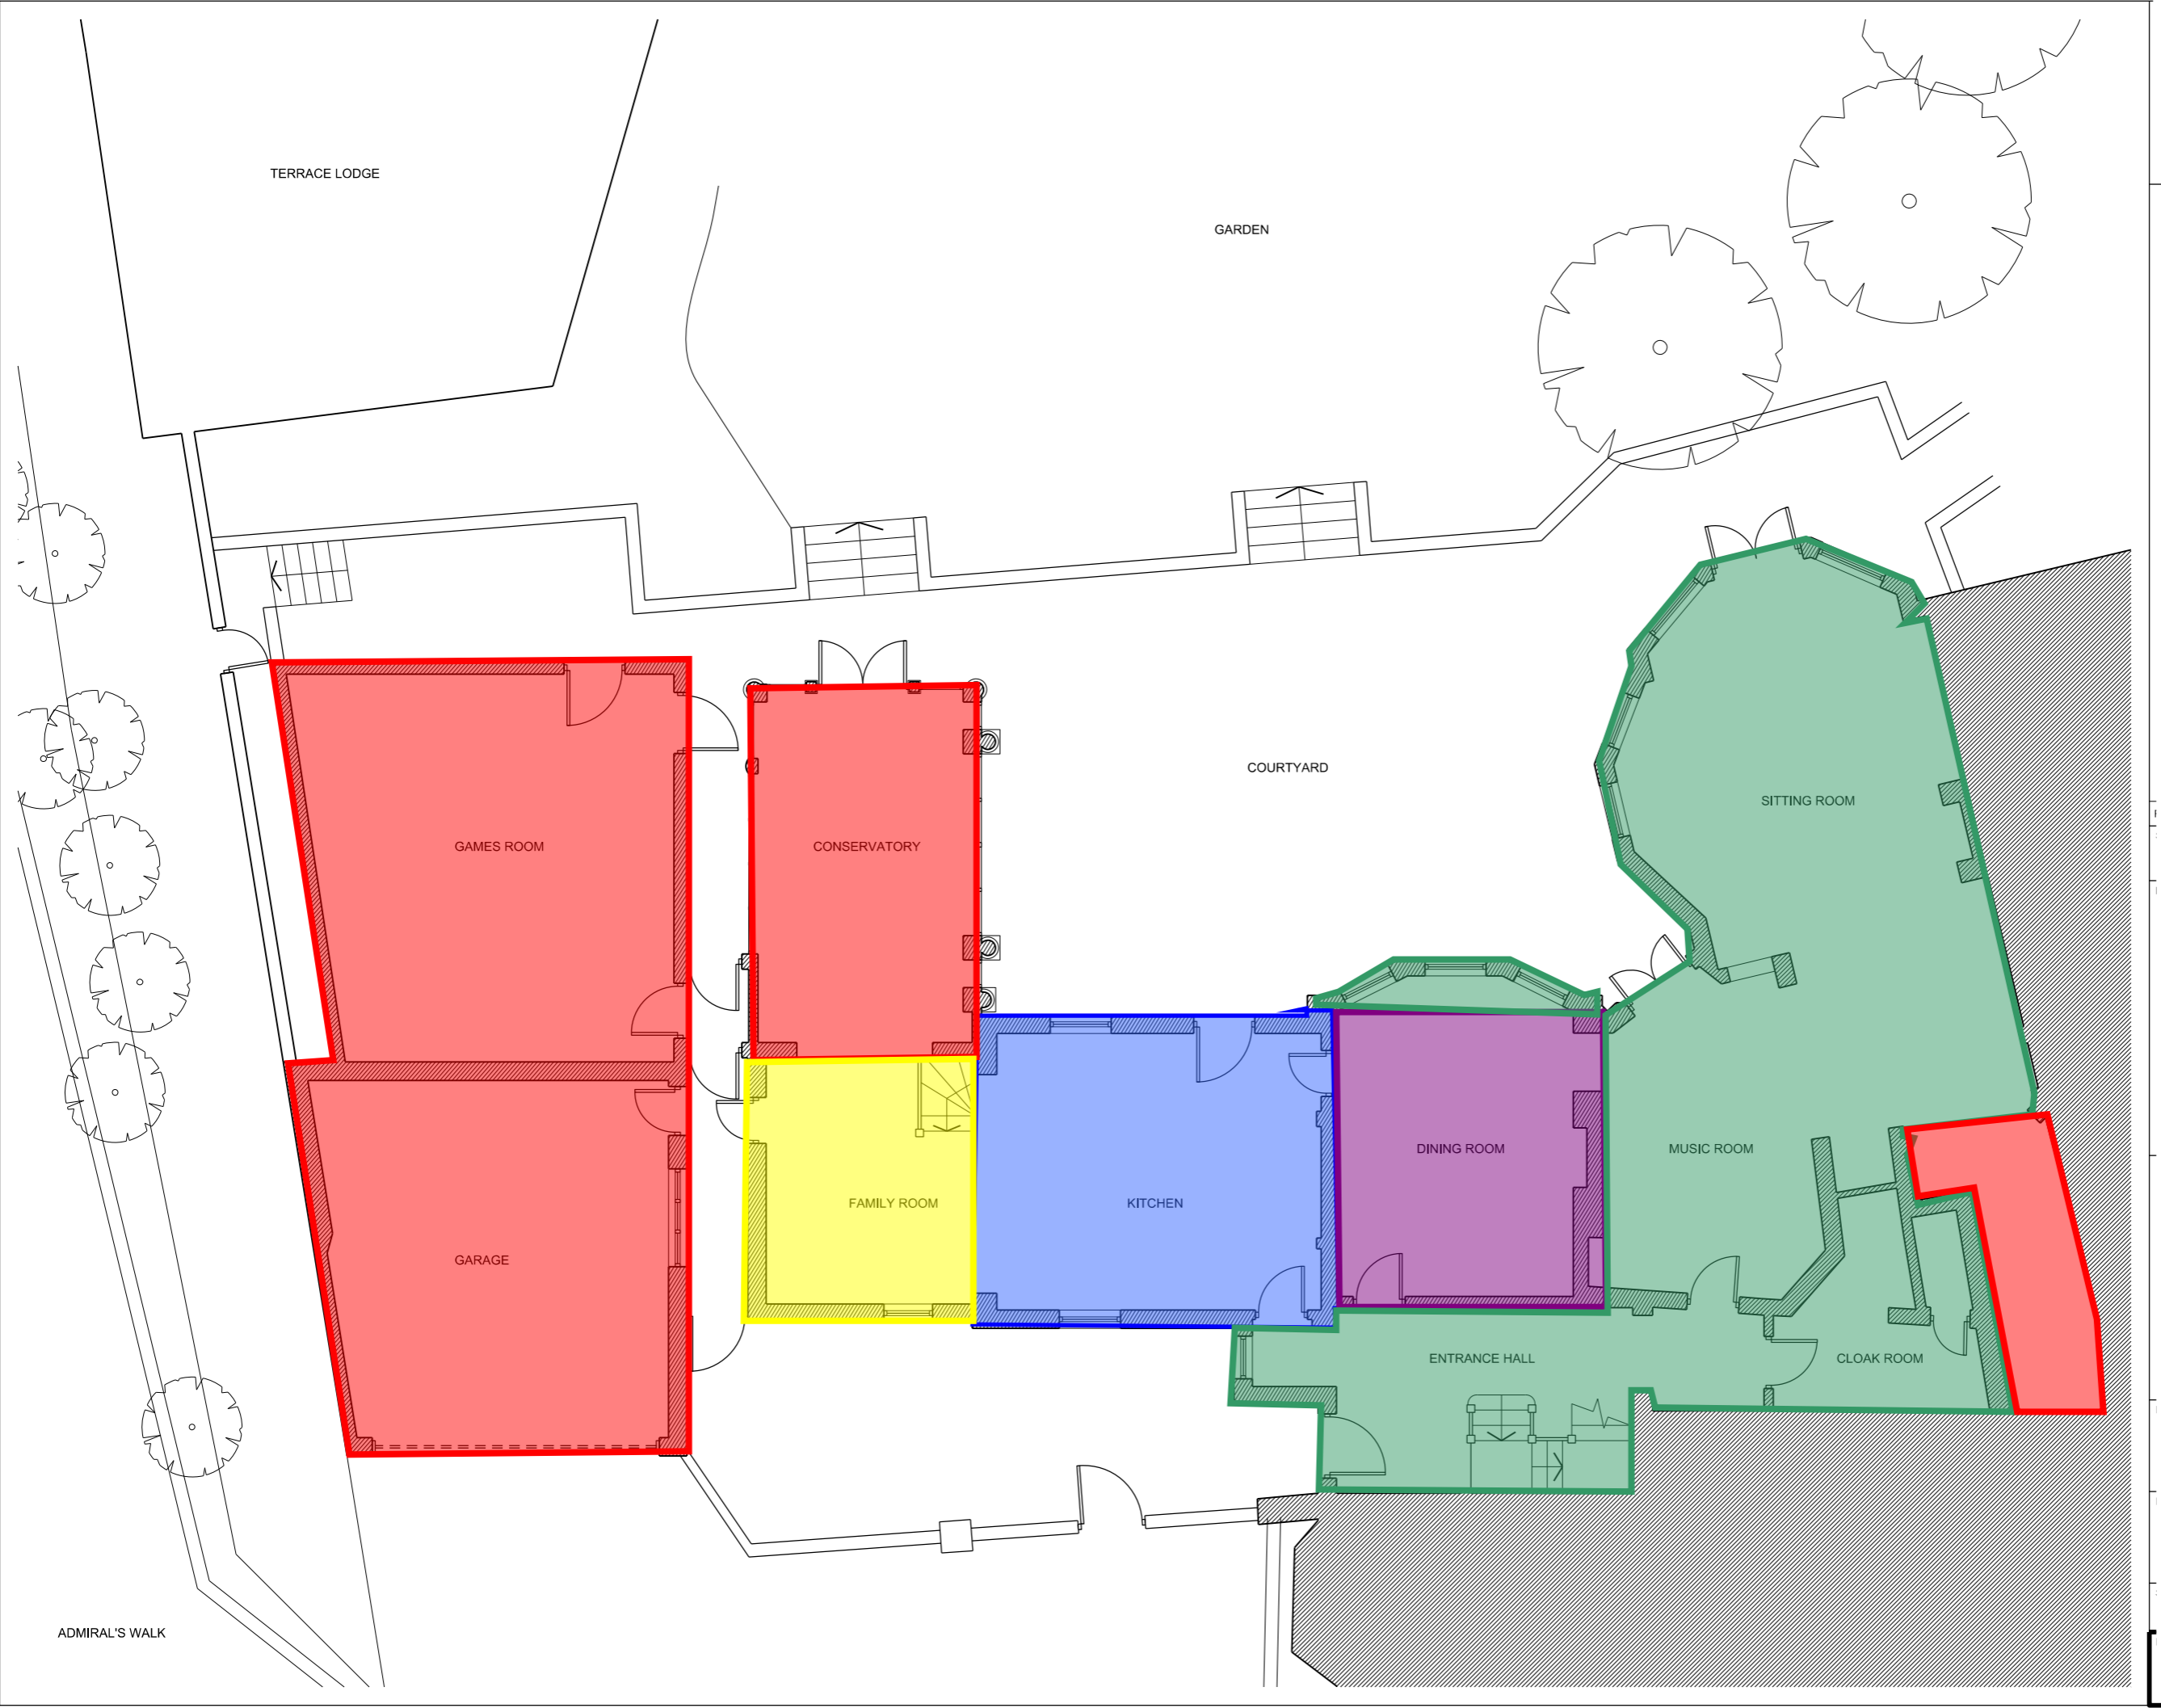 TERRACE LODGE
GARDEN
COURTYARD
SITTING ROOM
GAMES ROOM
CONSERVATORY
DINING ROOM
MUSIC ROOM
FAMILY ROOM
KITCHEN
GARAGE
ENTRANCE HALL
CLOAK ROOM
ADMIRAL'S WALK